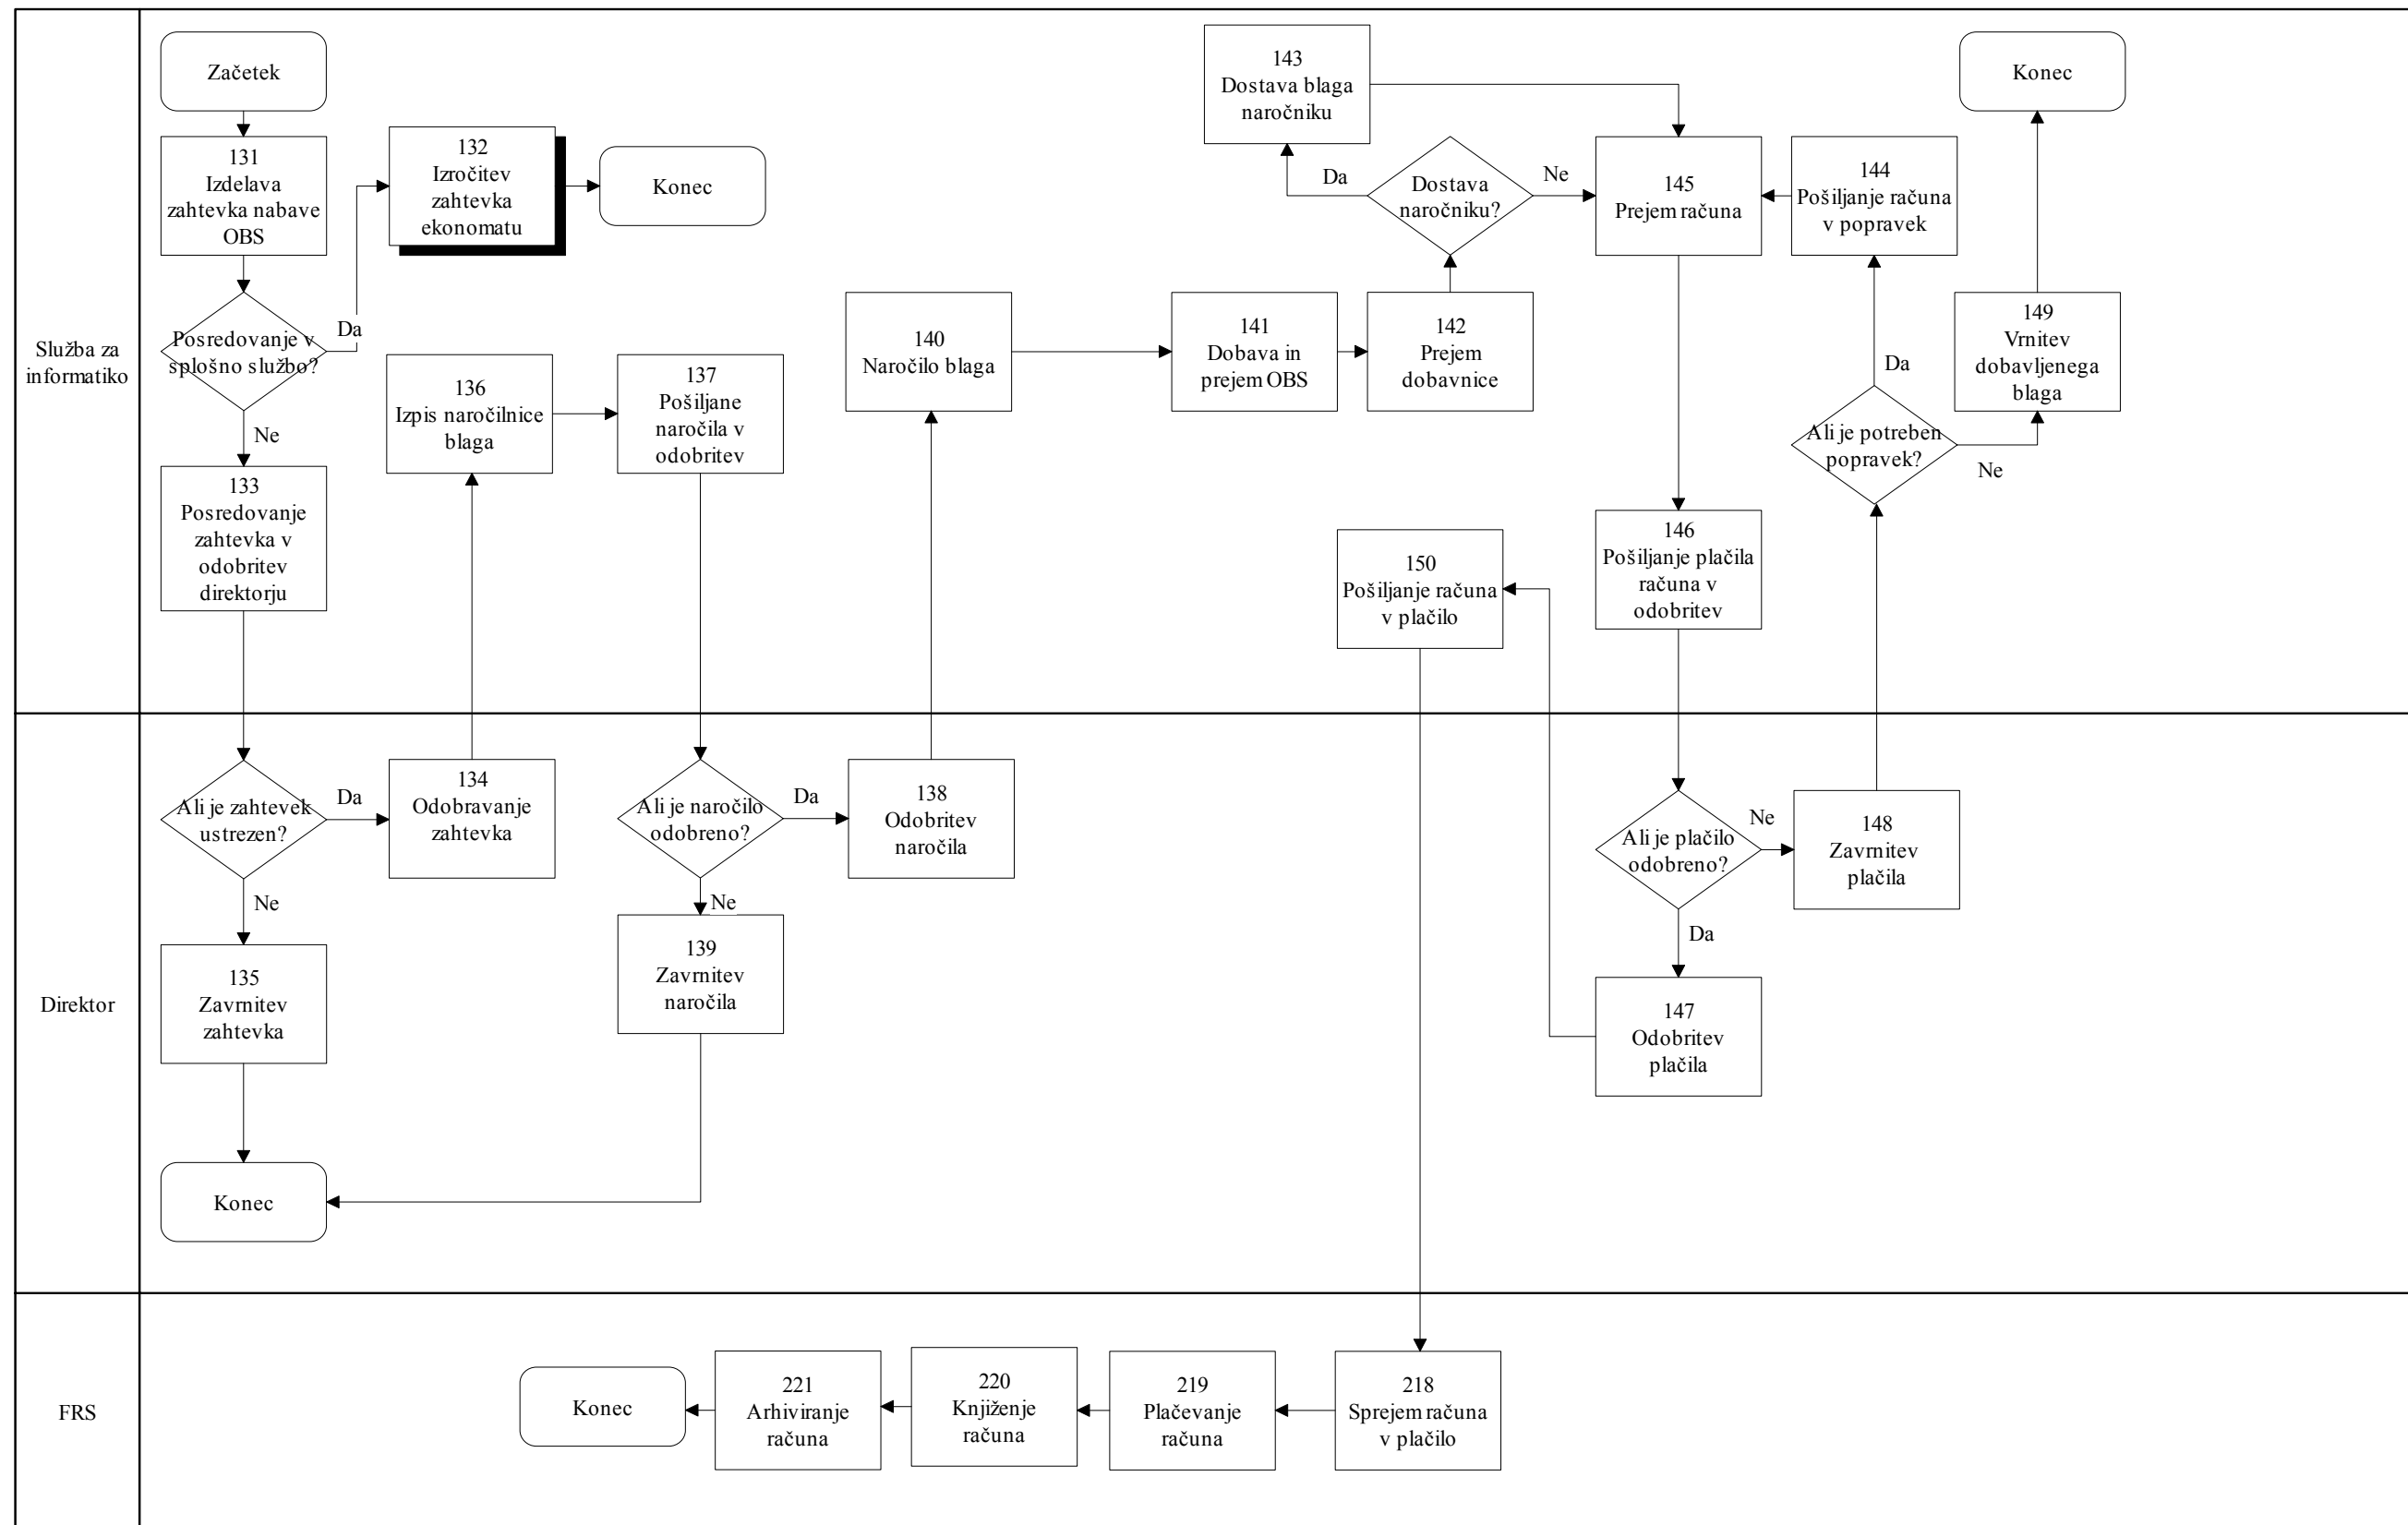 Služba za
informatiko
Začetek
131
Izdelava
zahtevka nabave
OBS
Posredovanje v
splošno službo?
Da
Ne
132
Izročitev
zahtevka
ekonomatu
Konec
133
Posredovanje
zahtevka v
odobritev
direktorju
136
Izpis naročilnice
blaga
137
Pošiljane
naročila v
odobritev
140
Naročilo blaga
141
Dobava in
prejem OBS
142
Prejem
dobavnice
143
Dostava blaga
naročniku
Da
Dostava
naročniku?
Ne
145
Prejem računa
144
Pošiljanje računa
v popravek
Konec
149
Vrnitev
dobavljenega
blaga
Da
Ali je potreben
popravek?
Ne
146
Pošiljanje plačila
računa v
odobritev
150
Pošiljanje računa
v plačilo
Direktor
Ali je zahtevek
ustrezen?
Da
Ne
134
Odobravanje
zahtevka
135
Zavrnitev
zahtevka
Konec
Ali je naročilo
odobreno?
Da
Ne
138
Odobritev
naročila
139
Zavrnitev
naročila
Ali je plačilo
odobreno?
Ne
Da
148
Zavrnitev
plačila
147
Odobritev
plačila
FRS
Konec
221
Arhiviranje
računa
220
Knjiženje
računa
219
Plačevanje
računa
218
Sprejem računa
v plačilo